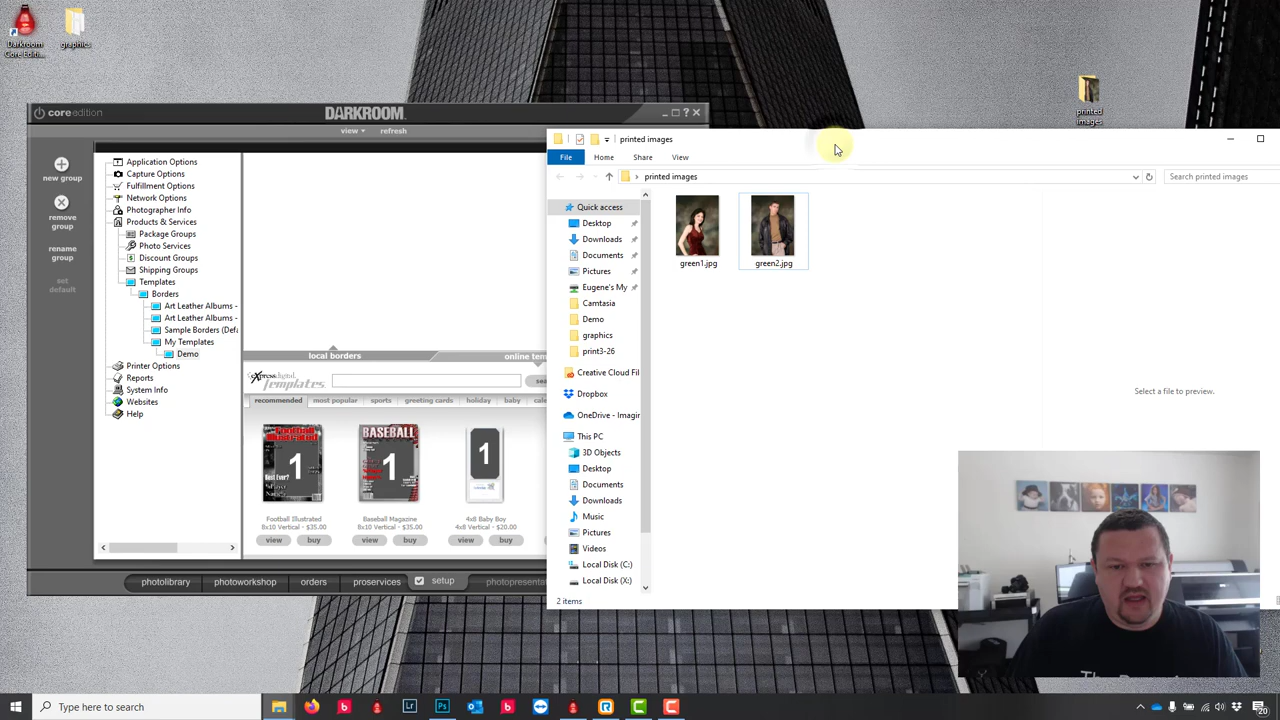 Darkroom
Core Editi...
graphics
printed
images
coreedition
DARKROOM
view
refresh
new group
remove
group
rename
group
set
default
Application Options
Capture Options
Fulfillment Options
Network Options
Photographer Info
Products & Services
Package Groups
Photo Services
Discount Groups
Shipping Groups
Templates
Borders
Art Leather Albums -
Art Leather Albums -
Sample Borders (Defa
My Templates
Demo
Printer Options
Reports
System Info
Websites
Help
local borders
online tem
express digital
templates
sea
recommended
most popular
sports
greeting cards
holiday
baby
cale
Football Illustrated
8x10 Vertical - $35.00
Baseball Magazine
8x10 Vertical - $35.00
4x8 Baby Boy
4x8 Vertical - $20.00
view
buy
view
buy
view
buy
photolibrary
photoworkshop
orders
proservices
setup
photopresentat
printed images
File
Home
Share
View
printed images
Search printed images
Quick access
Desktop
Downloads
Documents
Pictures
Eugene's My
Camtasia
Demo
graphics
print3-26
Creative Cloud Fil
Dropbox
OneDrive - Imagin
This PC
3D Objects
Desktop
Documents
Downloads
Music
Pictures
Videos
Local Disk (C:)
Local Disk (X:)
green1.jpg
green2.jpg
Select a file to preview.
2 items
Type here to search